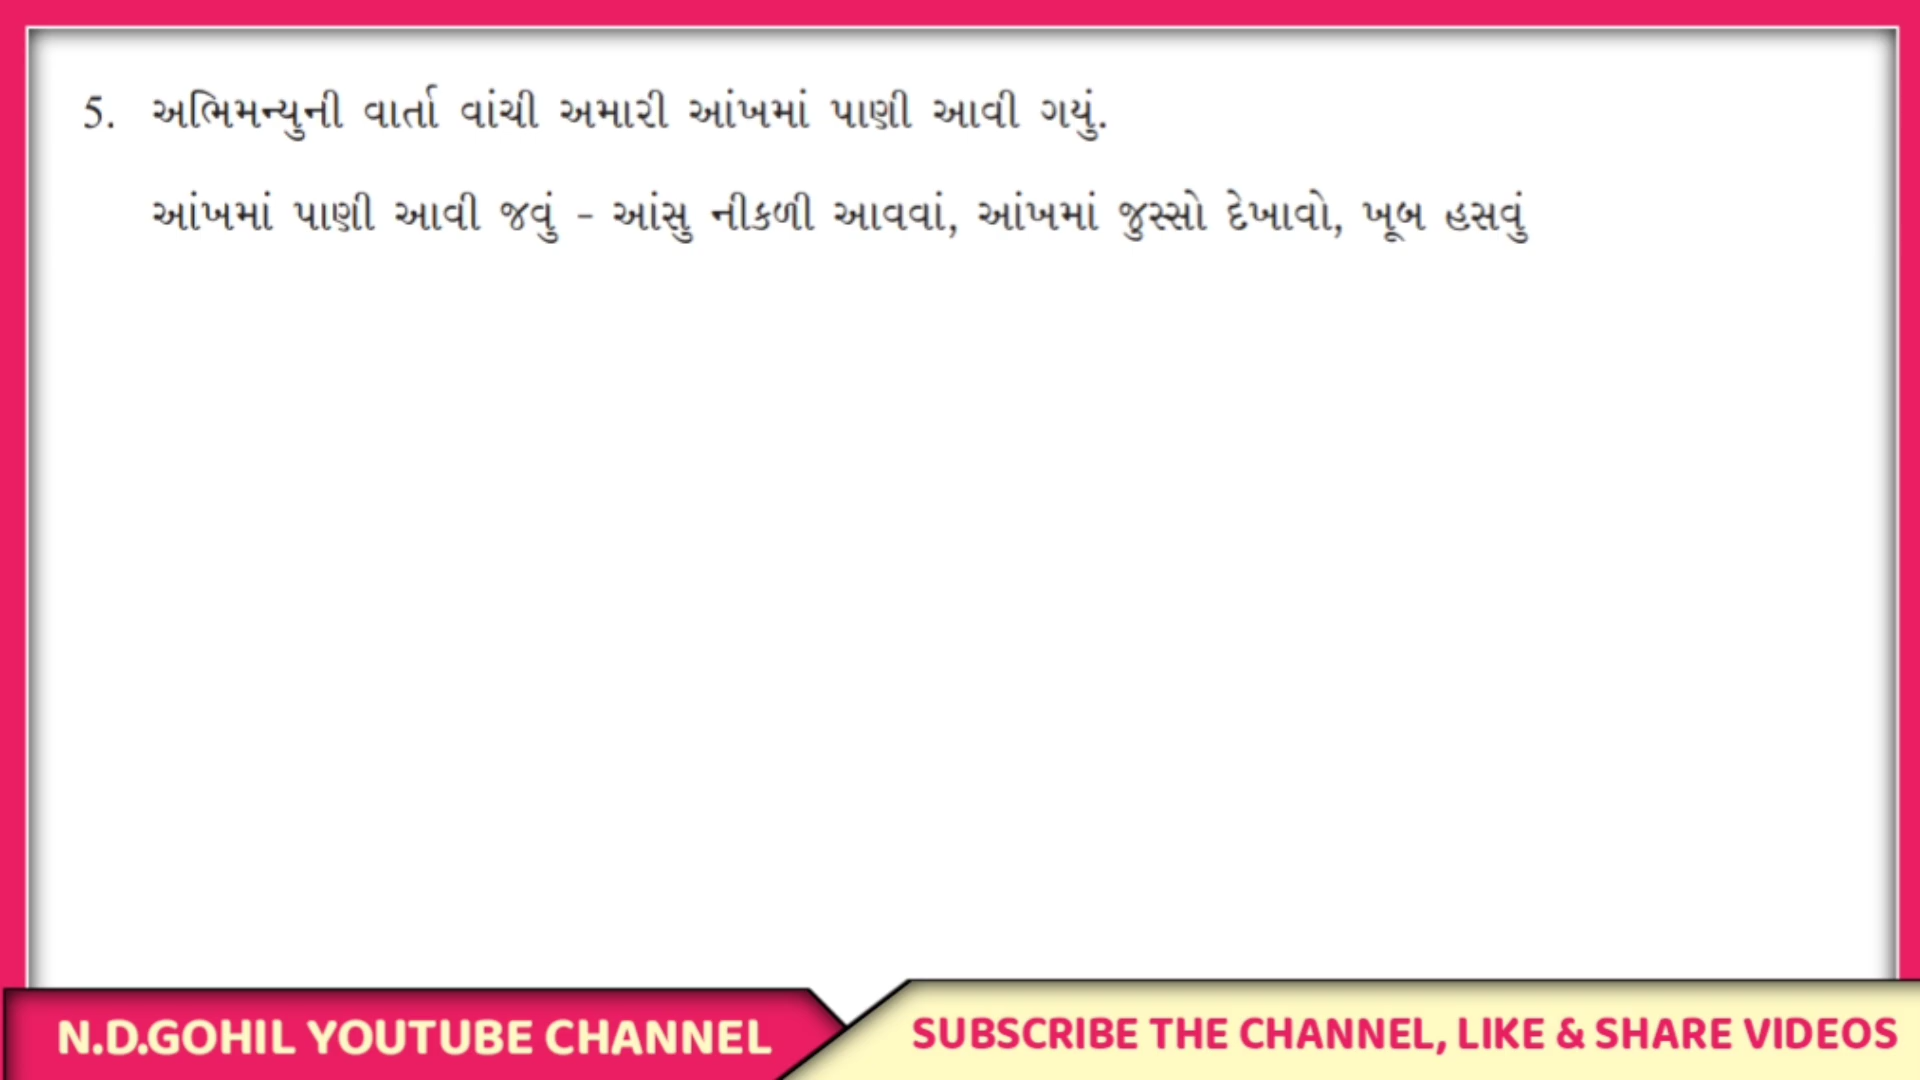 5. અભિમન્યુની વાર્તા વાંચી અમારી આંખમાં પાણી આવી ગયું.
આંખમાં પાણી આવી જવું - આંસુ નીકળી આવવાં, આંખમાં જુસ્સો દેખાવો, ખૂબ હસવું
N.D.GOHIL YOUTUBE CHANNEL
SUBSCRIBE THE CHANNEL, LIKE & SHARE VIDEOS